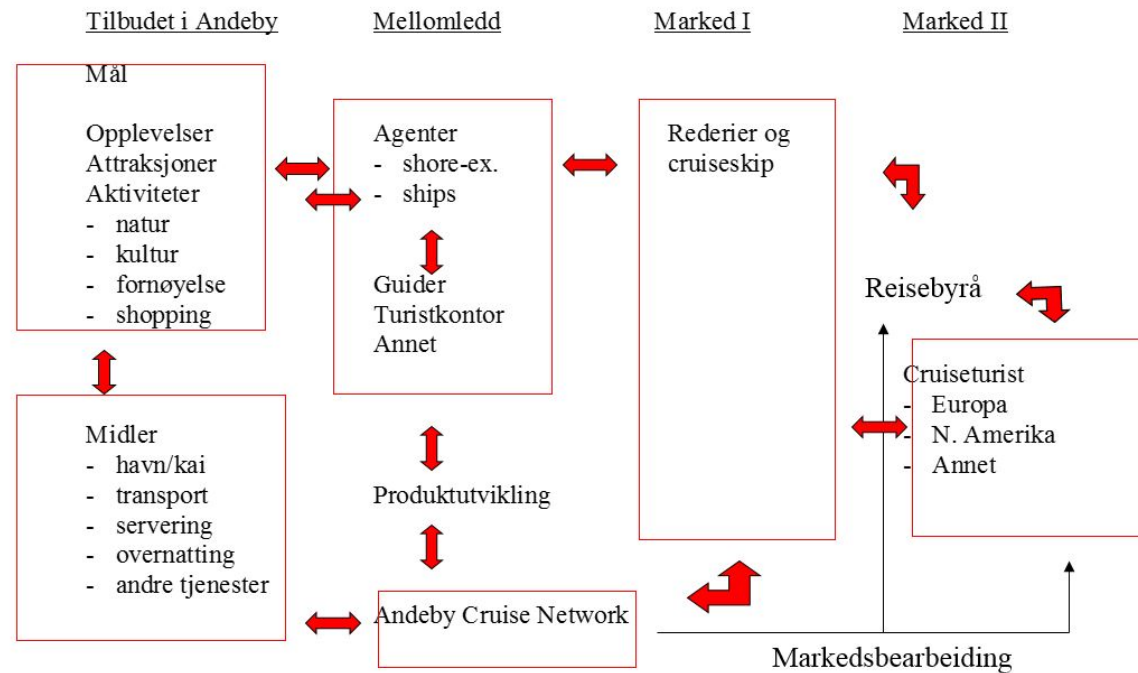 Tilbudet i Andeby
Mellomledd
Marked I
Marked II
Mål
Opplevelser
Attraksjoner
Aktiviteter
- natur
- kultur
- fornøyelse
- shopping
Midler
- havn/kai
- transport
- servering
- overnatting
- andre tjenester
Agenter
- shore-ex.
- ships
Guider
Turistkontor
Annet
Produktutvikling
Andeby Cruise Network
Rederier og
cruiseskip
Reisebyrå
Cruiseturist
- Europa
- N. Amerika
- Annet
Markedsbearbeiding